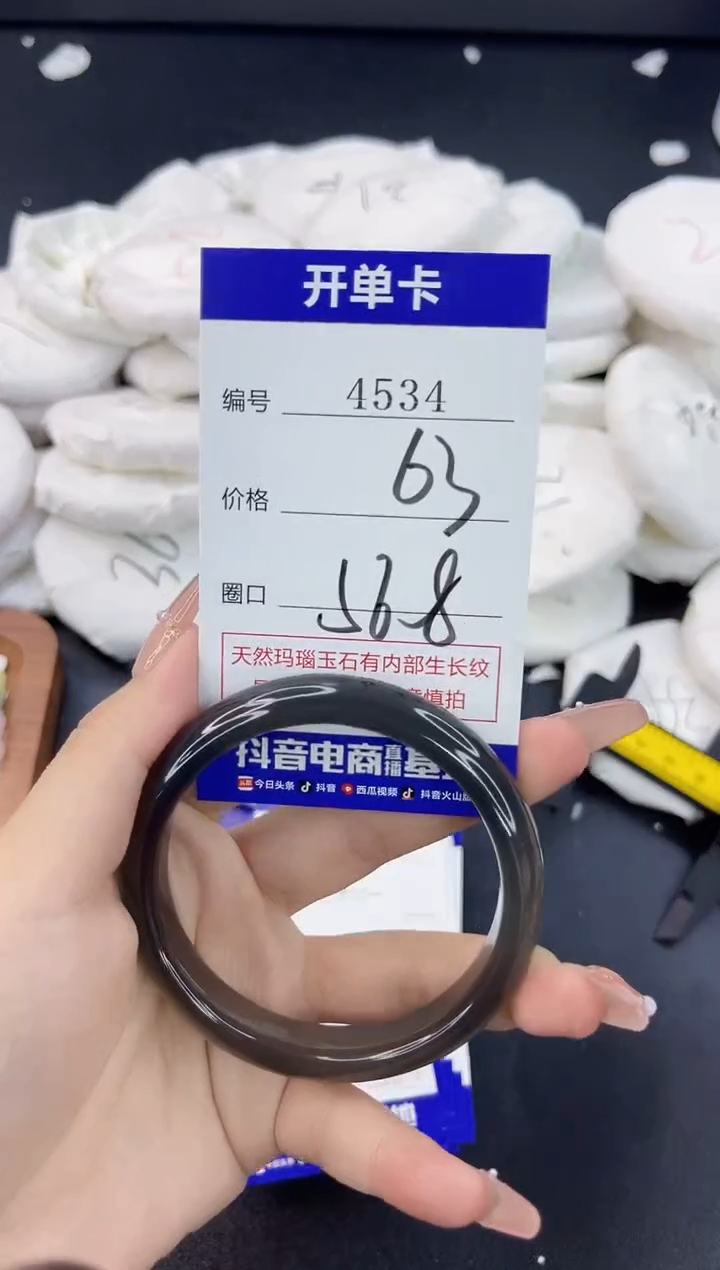 开单卡
编号 4534
价格 63
圈口 56.8
天然玛瑙玉石有内部生长纹
慎拍
抖音电商直播基
今日头条 抖音 西瓜视频 抖音火山版